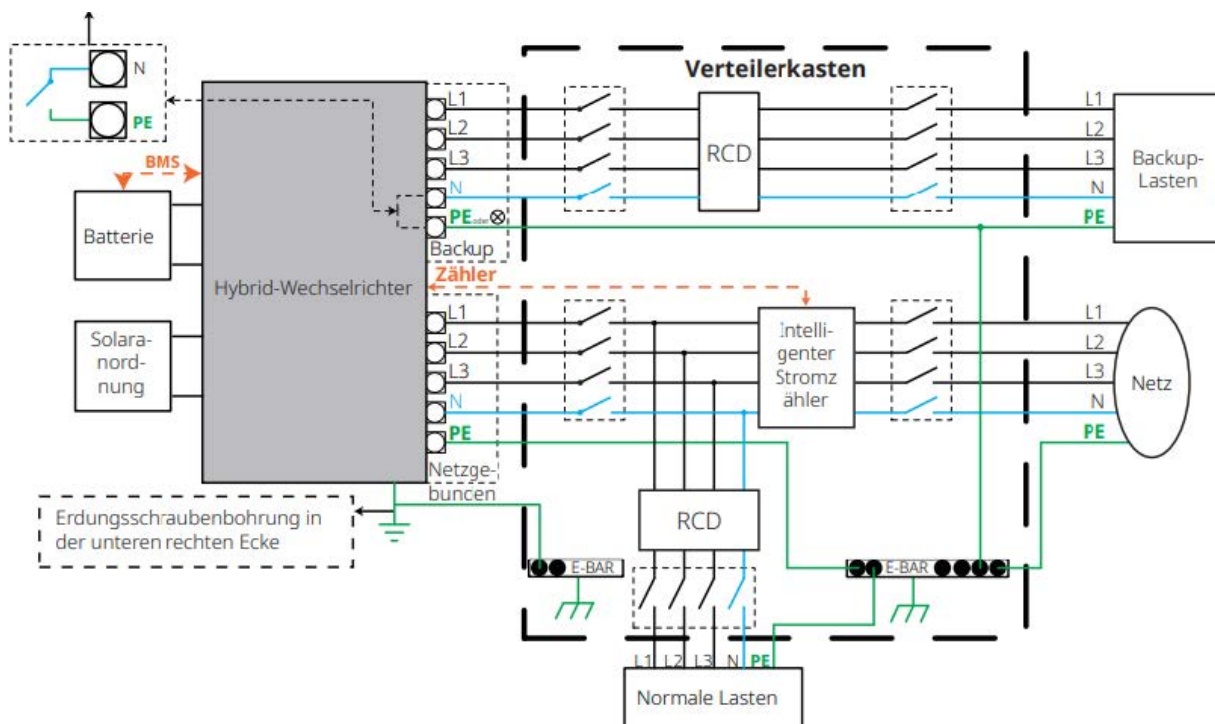 Verteilerkasten
N
PE
BMS
Batterie
Solara-
nord-
nung
Hybrid-Wechselrichter
L1
L2
L3
N
PE oder
Backup
RCD
L1
L2
L3
N
PE
Backup-
Lasten
Zähler
L1
L2
L3
N
PE
Netzge-
buncen
Intelli-
genter
Stromz
ähler
L1
L2
L3
N
PE
Netz
Erdungsschraubenbohrung in
der unteren rechten Ecke
RCD
E-BAR
E-BAR
L1 L2 L3 N PE
Normale Lasten